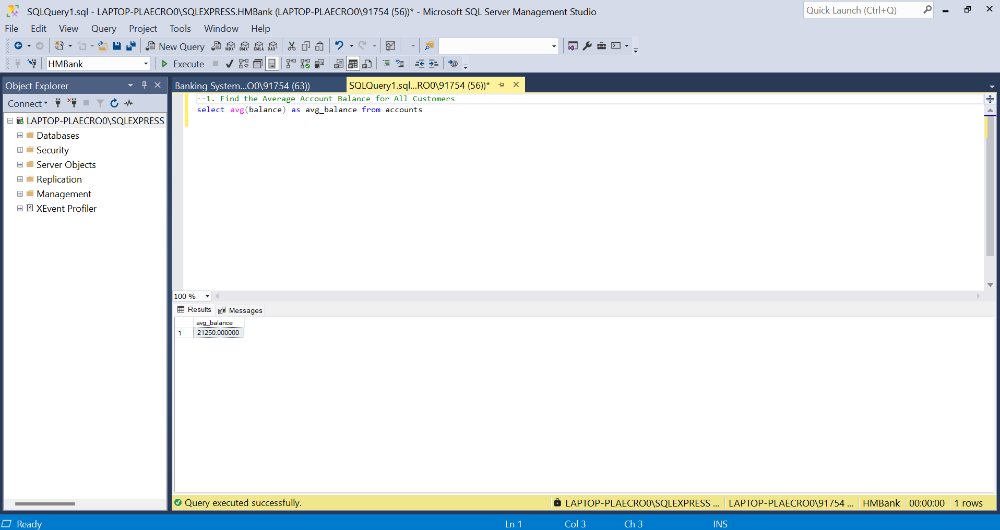 SQLQuery1.sql - LAPTOP-PLAECRO0\SQLEXPRESS.HMBank (LAPTOP-PLAECRO0\91754 (56))* - Microsoft SQL Server Management Studio
Quick Launch (Ctrl+Q)
File Edit View Query Project Tools Window Help
New Query MDX DMX XMLA DAX
HMBank Execute
Object Explorer
Banking System...O0\91754 (63))
SQLQuery1.sql...RO0\91754 (56))*
Connect
LAPTOP-PLAECRO0\SQLEXPRESS
Databases
Security
Server Objects
Replication
Management
XEvent Profiler
--1. Find the Average Account Balance for All Customers
select avg(balance) as avg_balance from accounts
100 %
Results Messages
avg_balance
1 21250.000000
Query executed successfully.
LAPTOP-PLAECRO0\SQLEXPRESS ... LAPTOP-PLAECRO0\91754 ... HMBank 00:00:00 1 rows
Ready Ln 1 Col 3 Ch 3 INS